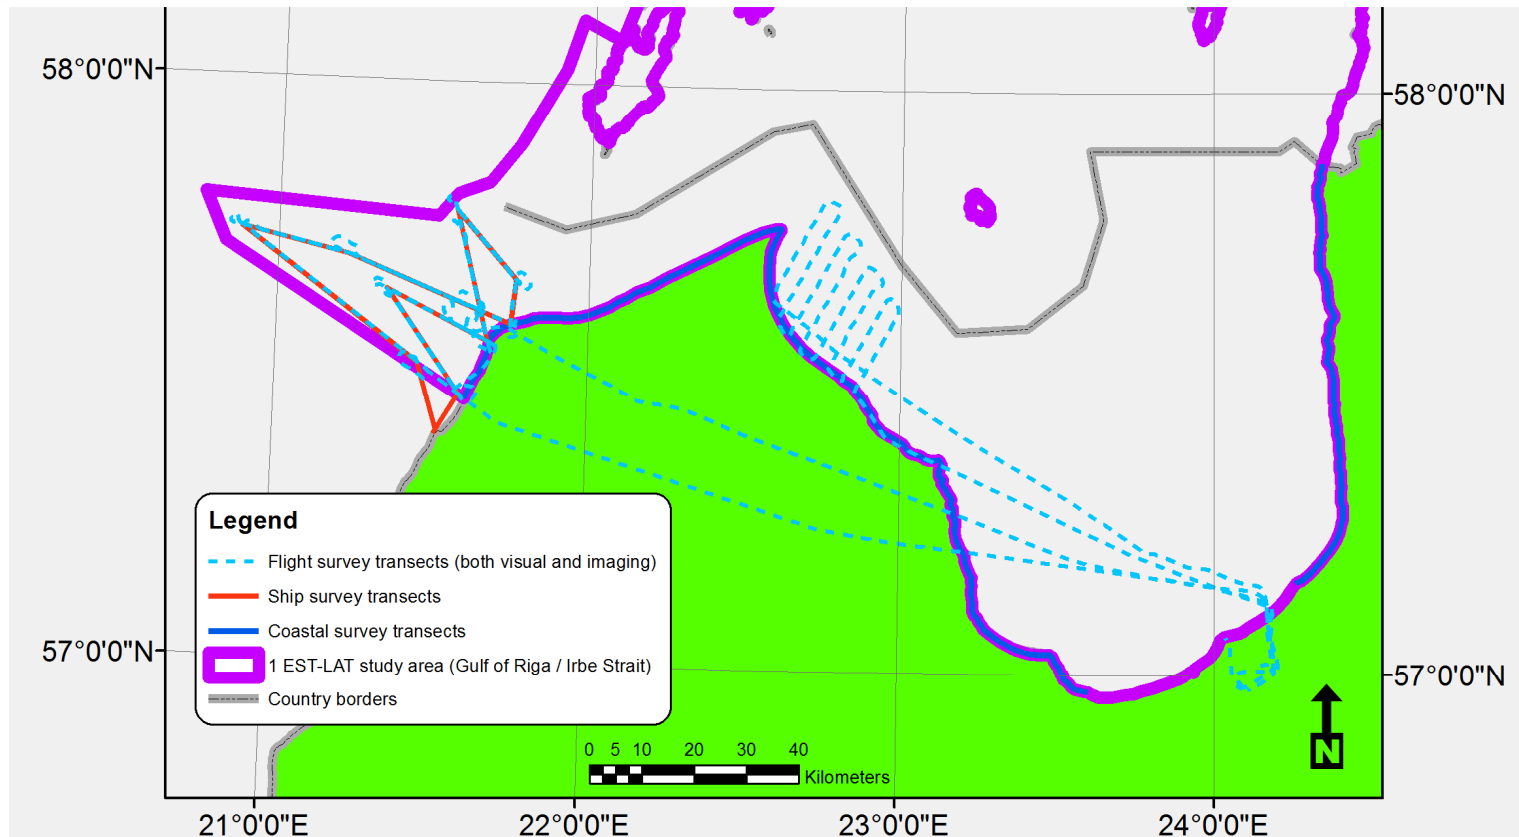 58°0'0"N
58°0'0"N
Legend
Flight survey transects (both visual and imaging)
Ship survey transects
Coastal survey transects
1 EST-LAT study area (Gulf of Riga / Irbe Strait)
Country borders
57°0'0"N
57°0'0"N
N
0 5 10 20 30 40
Kilometers
21°0'0"E 22°0'0"E 23°0'0"E 24°0'0"E